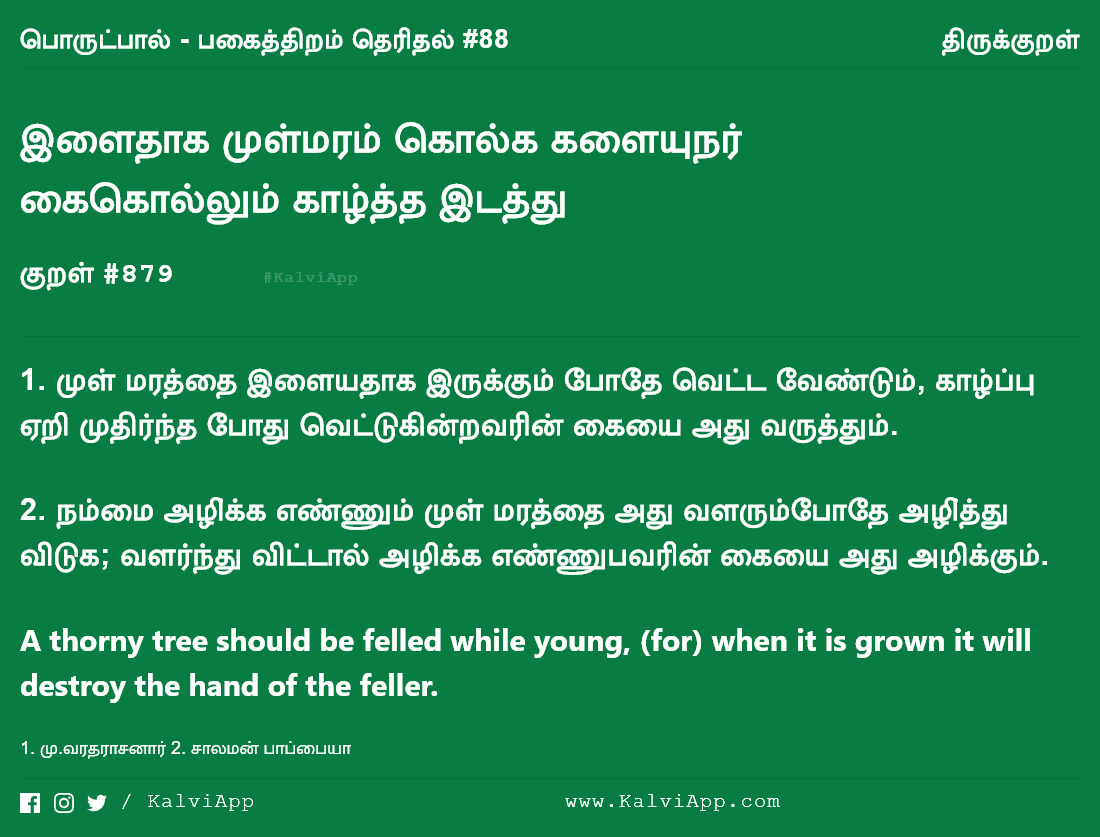 பொருட்பால் - பகைத்திறம் தெரிதல் #88 திருக்குறள்
இளைதாக முள்மரம் கொல்க களையுநர்
கைகொல்லும் காழ்த்த இடத்து
குறள் #879 #KalviApp
1. முள் மரத்தை இளையதாக இருக்கும் போதே வெட்ட வேண்டும், காழ்ப்பு
ஏறி முதிர்ந்த போது வெட்டுகின்றவரின் கையை அது வருத்தும்.
2. நம்மை அழிக்க எண்ணும் முள் மரத்தை அது வளரும்போதே அழித்து
விடுக; வளர்ந்து விட்டால் அழிக்க எண்ணுபவரின் கையை அது அழிக்கும்.
A thorny tree should be felled while young, (for) when it is grown it will
destroy the hand of the feller.
1. மு.வரதராசனார் 2. சாலமன் பாப்பையா
/ KalviApp www.KalviApp.com